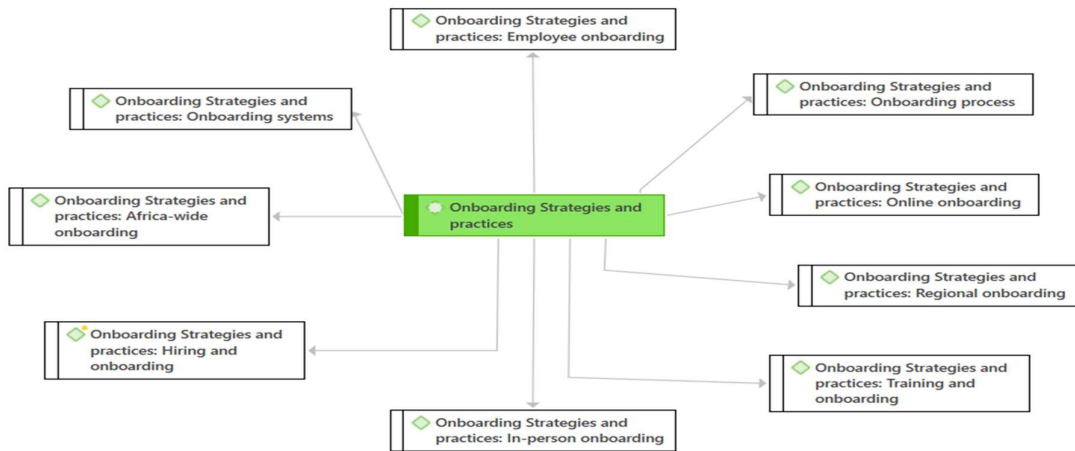 Onboarding Strategies and
practices: Employee onboarding
Onboarding Strategies and
practices: Onboarding systems
Onboarding Strategies and
practices: Onboarding process
Onboarding Strategies and
practices: Africa-wide
onboarding
Onboarding Strategies and
practices
Onboarding Strategies and
practices: Online onboarding
Onboarding Strategies and
practices: Regional onboarding
Onboarding Strategies and
practices: Hiring and
onboarding
Onboarding Strategies and
practices: Training and
onboarding
Onboarding Strategies and
practices: In-person onboarding